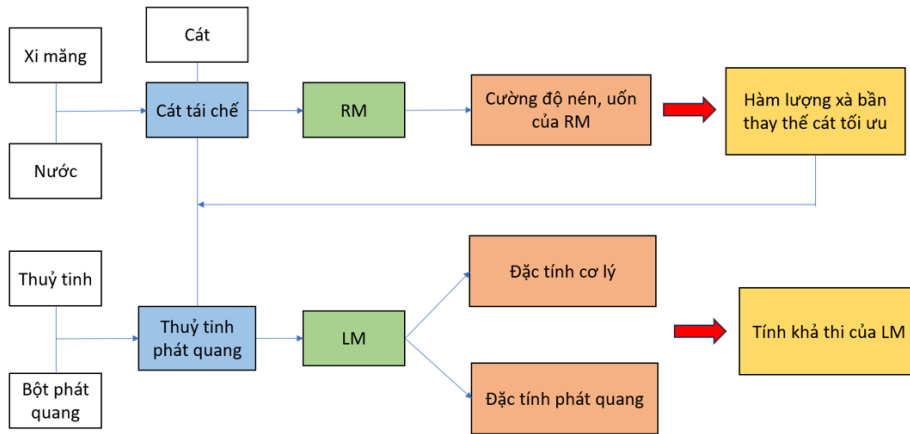 Cát
Xi măng
Cát tái chế
RM
Cường độ nén, uốn
của RM
Hàm lượng xà bần
thay thế cát tối ưu
Nước
Thuỷ tinh
Đặc tính cơ lý
Thuỷ tinh
phát quang
LM
Tính khả thi của LM
Bột phát
quang
Đặc tính phát quang